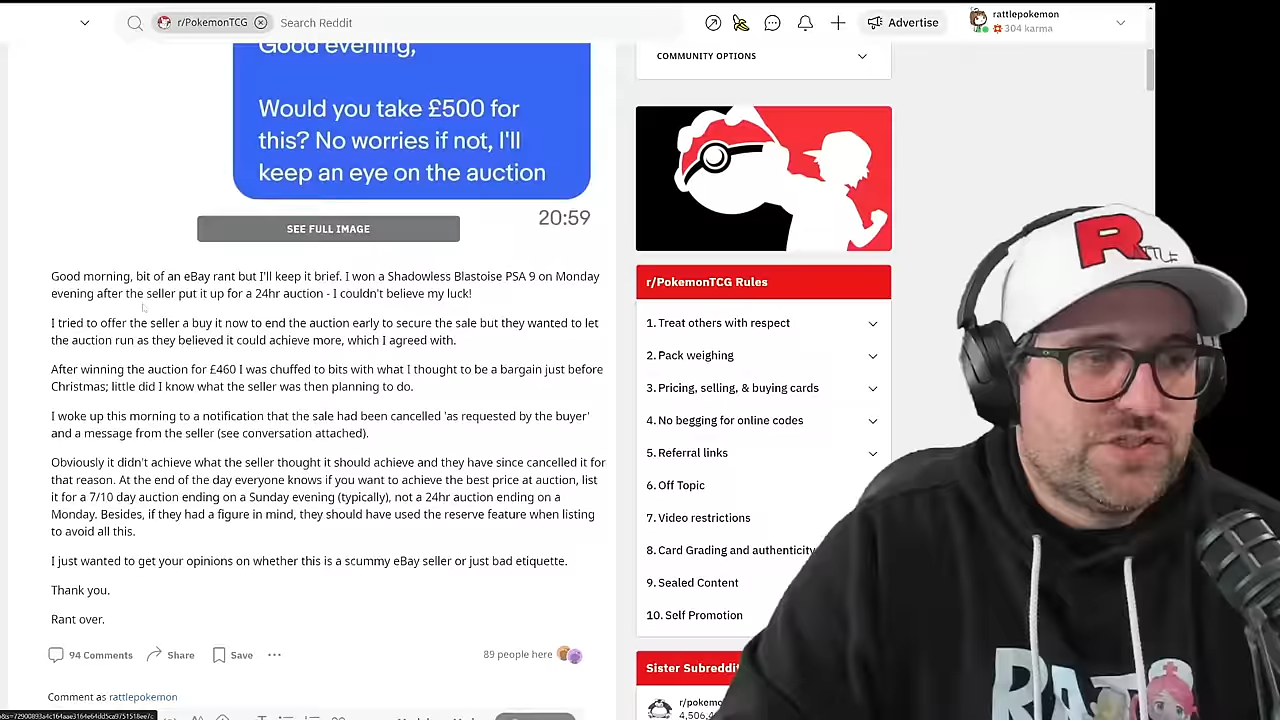 r/PokemonTCG
Search Reddit
Advertise
rattlepokemon
304 karma
Good evening,
Would you take £500 for
this? No worries if not, I'll
keep an eye on the auction
20:59
SEE FULL IMAGE
Good morning, bit of an eBay rant but I'll keep it brief. I won a Shadowless Blastoise PSA 9 on Monday
evening after the seller put it up for a 24hr auction - I couldn't believe my luck!
I tried to offer the seller a buy it now to end the auction early to secure the sale but they wanted to let
the auction run as they believed it could achieve more, which I agreed with.
After winning the auction for £460 I was chuffed to bits with what I thought to be a bargain just before
Christmas; little did I know what the seller was then planning to do.
I woke up this morning to a notification that the sale had been cancelled 'as requested by the buyer'
and a message from the seller (see conversation attached).
Obviously it didn't achieve what the seller thought it should achieve and they have since cancelled it for
that reason. At the end of the day everyone knows if you want to achieve the best price at auction, list
it for a 7/10 day auction ending on a Sunday evening (typically), not a 24hr auction ending on a
Monday. Besides, if they had a figure in mind, they should have used the reserve feature when listing
to avoid all this.
I just wanted to get your opinions on whether this is a scummy eBay seller or just bad etiquette.
Thank you.
Rant over.
94 Comments
Share
Save
89 people here
Comment as rattlepokemon
COMMUNITY OPTIONS
r/PokemonTCG Rules
1. Treat others with respect
2. Pack weighing
3. Pricing, selling, & buying cards
4. No begging for online codes
5. Referral links
6. Off Topic
7. Video restrictions
8. Card Grading and authenticity
9. Sealed Content
10. Self Promotion
Sister Subreddit
r/pokemo
4,506,4
R